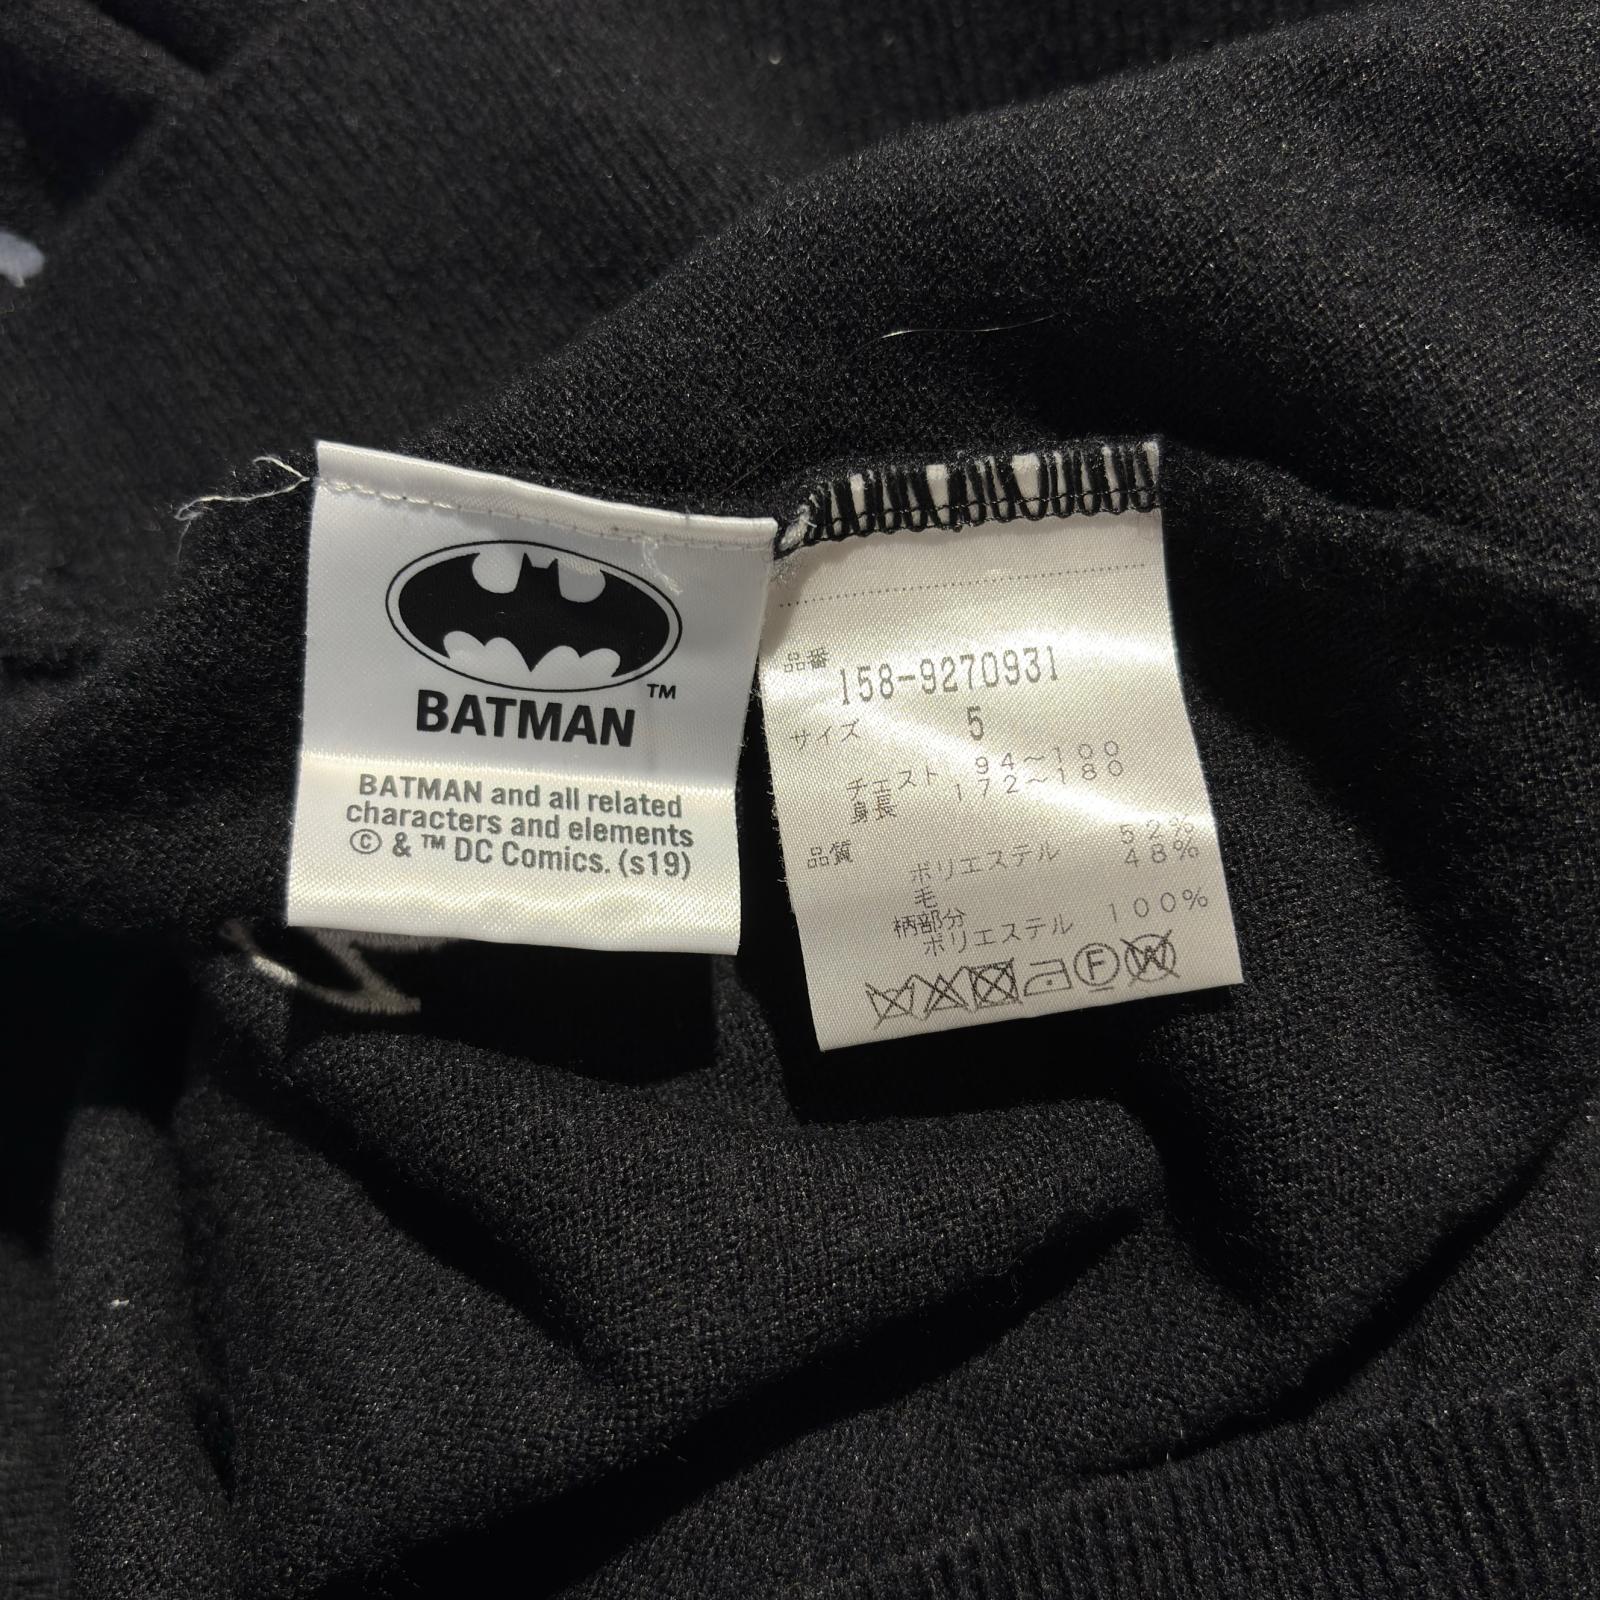 BATMAN
™
BATMAN and all related
characters and elements
© & ™ DC Comics. (s19)
品番 158-9270931
サイズ 5
チェスト 94~100
身長 172~180
品質
ポリエステル 52%
毛 48%
柄部分
ポリエステル 100%
F W